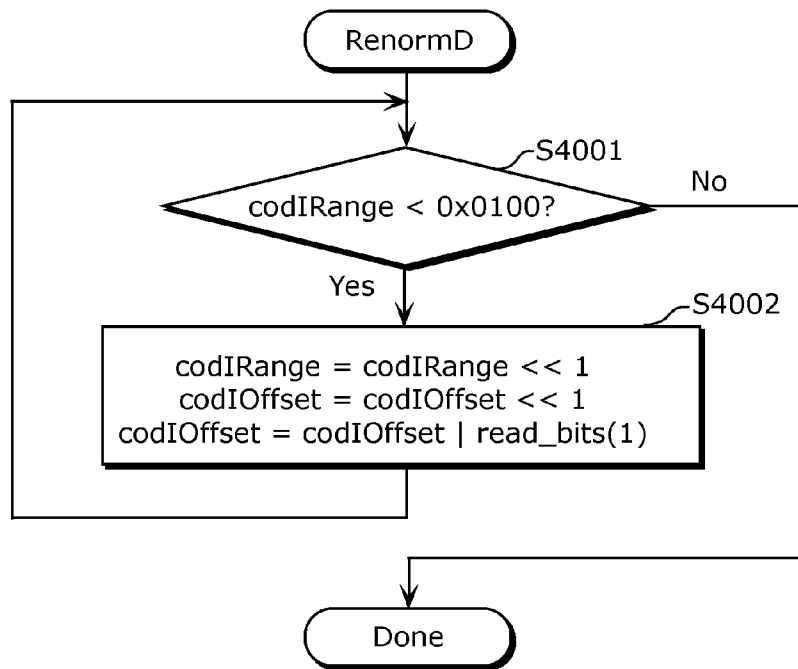 RenormD
S4001
codIRange < 0x0100?
No
Yes
S4002
codIRange = codIRange << 1
codIOffset = codIOffset << 1
codIOffset = codIOffset | read_bits(1)
Done